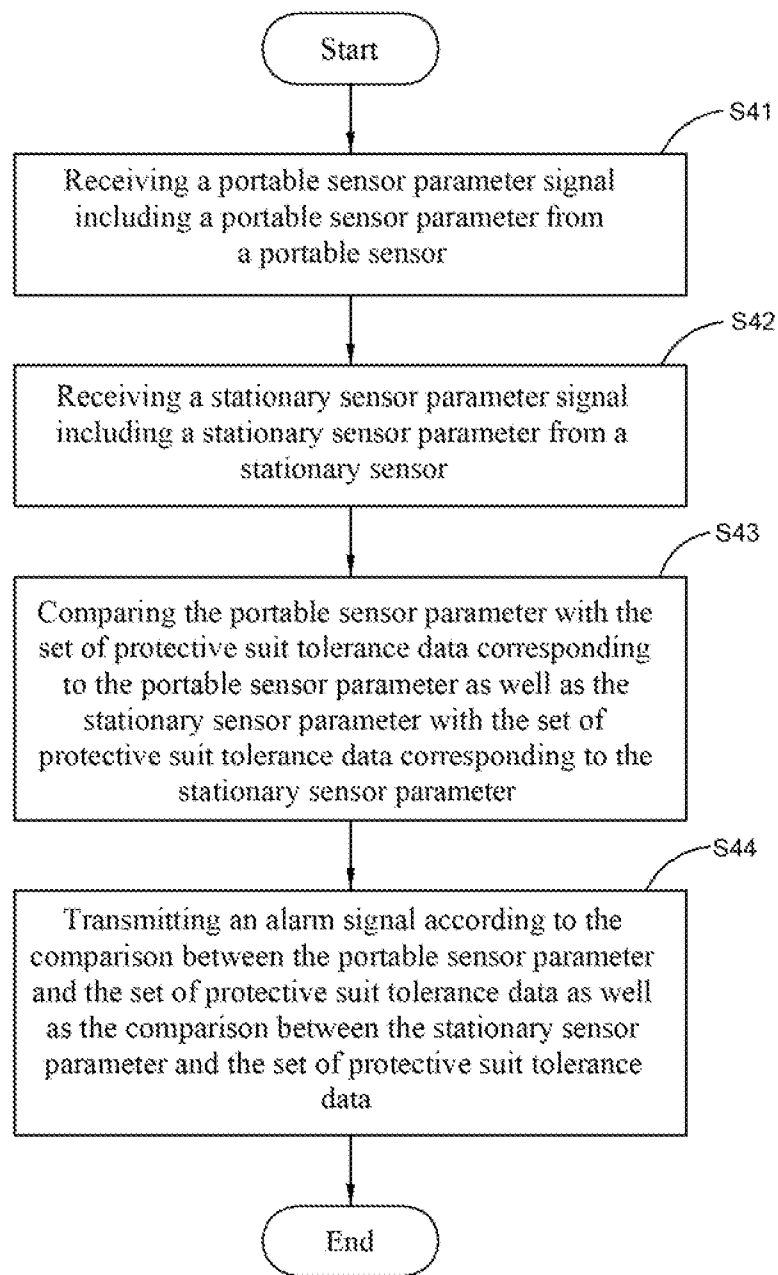 Start
S41
Receiving a portable sensor parameter signal
including a portable sensor parameter from
a portable sensor
S42
Receiving a stationary sensor parameter signal
including a stationary sensor parameter from a
stationary sensor
S43
Comparing the portable sensor parameter with the
set of protective suit tolerance data corresponding
to the portable sensor parameter as well as the
stationary sensor parameter with the set of
protective suit tolerance data corresponding to the
stationary sensor parameter
S44
Transmitting an alarm signal according to the
comparison between the portable sensor parameter
and the set of protective suit tolerance data as well
as the comparison between the stationary sensor
parameter and the set of protective suit tolerance
data
End